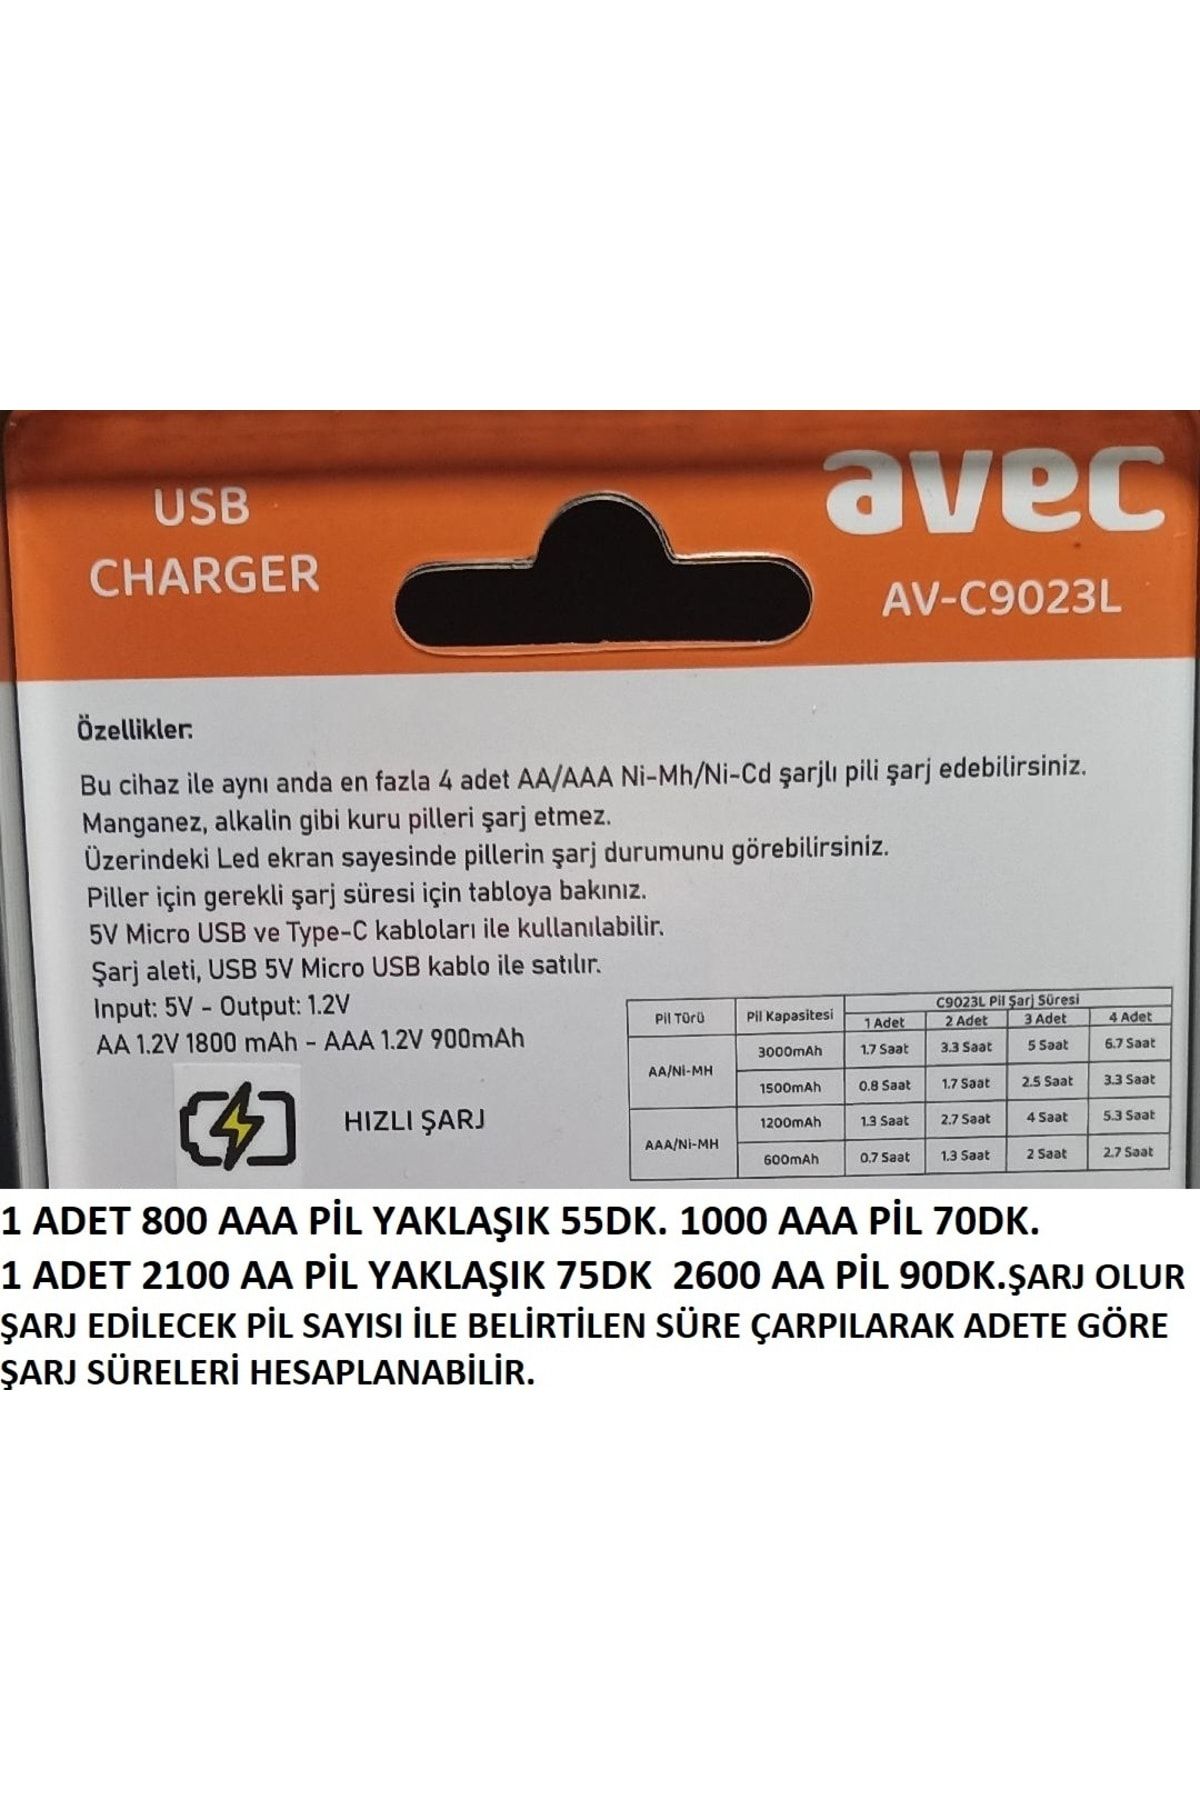 USB
CHARGER
avec
AV-C9023L
Özellikler:
Bu cihaz ile aynı anda en fazla 4 adet AA/AAA Ni-Mh/Ni-Cd şarjlı pili şarj edebilirsiniz.
Manganez, alkalin gibi kuru pilleri şarj etmez.
Üzerindeki Led ekran sayesinde pillerin şarj durumunu görebilirsiniz.
Piller için gerekli şarj süresi için tabloya bakınız.
5V Micro USB ve Type-C kabloları ile kullanılabilir.
Şarj aleti, USB 5V Micro USB kablo ile satılır.
Input: 5V - Output: 1.2V
AA 1.2V 1800 mAh - AAA 1.2V 900mAh
HIZLI ŞARJ
Pil Türü Pil Kapasitesi C9023L Pil Şarj Süresi
1 Adet 2 Adet 3 Adet 4 Adet
AA/Ni-MH 3000mAh 1.7 Saat 3.3 Saat 5 Saat 6.7 Saat
1500mAh 0.8 Saat 1.7 Saat 2.5 Saat 3.3 Saat
AAA/Ni-MH 1200mAh 1.3 Saat 2.7 Saat 4 Saat 5.3 Saat
600mAh 0.7 Saat 1.3 Saat 2 Saat 2.7 Saat
1 ADET 800 AAA PİL YAKLAŞIK 55DK. 1000 AAA PİL 70DK.
1 ADET 2100 AA PİL YAKLAŞIK 75DK 2600 AA PİL 90DK.ŞARJ OLUR
ŞARJ EDİLECEK PİL SAYISI İLE BELİRTİLEN SÜRE ÇARPILARAK ADETE GÖRE
ŞARJ SÜRELERİ HESAPLANABİLİR.